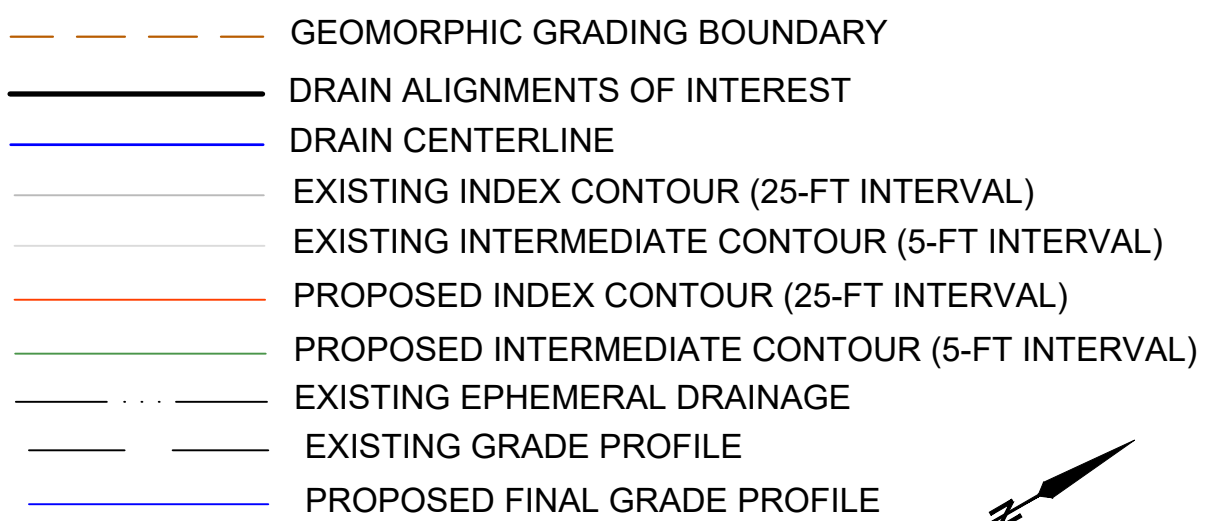 GEOMORPHIC GRADING BOUNDARY
DRAIN ALIGNMENTS OF INTEREST
DRAIN CENTERLINE
EXISTING INDEX CONTOUR (25-FT INTERVAL)
EXISTING INTERMEDIATE CONTOUR (5-FT INTERVAL)
PROPOSED INDEX CONTOUR (25-FT INTERVAL)
PROPOSED INTERMEDIATE CONTOUR (5-FT INTERVAL)
EXISTING EPHEMERAL DRAINAGE
EXISTING GRADE PROFILE
PROPOSED FINAL GRADE PROFILE
N